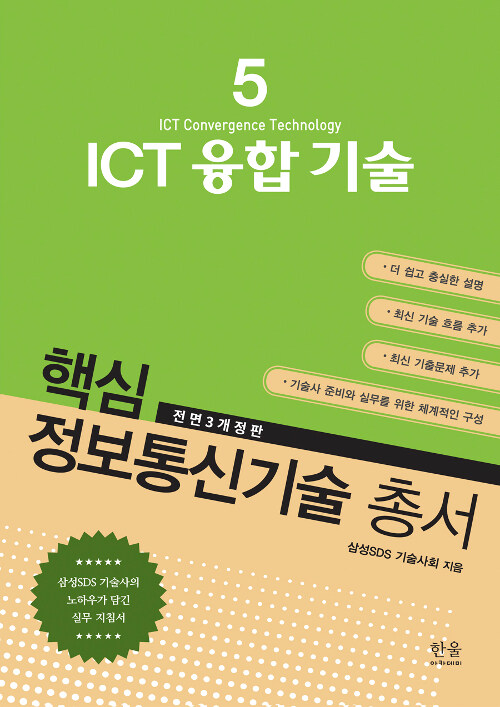 5
ICT Convergence Technology
ICT 융합 기술
• 더 쉽고 충실한 설명
• 최신 기술 흐름 추가
• 최신 기출문제 추가
• 기술사 준비와 실무를 위한 체계적인 구성
핵심
전면3개정판
정보통신기술 총서
삼성SDS 기술사회 지음
★★★★★
삼성SDS 기술사의
노하우가 담긴
실무 지침서
★★★★★
한울
아카데미